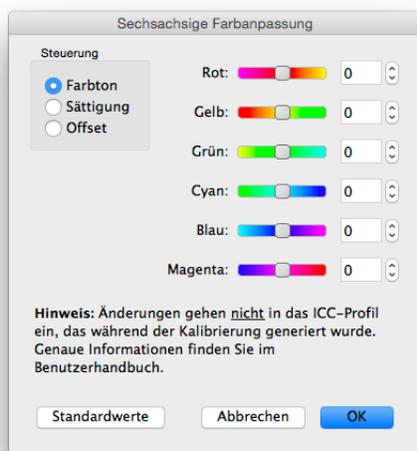 Sechsachsige Farbanpassung
Steuerung
Farbton
Sättigung
Offset
Rot: 0
Gelb: 0
Grün: 0
Cyan: 0
Blau: 0
Magenta: 0
Hinweis: Änderungen gehen nicht in das ICC-Profil
ein, das während der Kalibrierung generiert wurde.
Genaue Informationen finden Sie im
Benutzerhandbuch.
Standardwerte Abbrechen OK